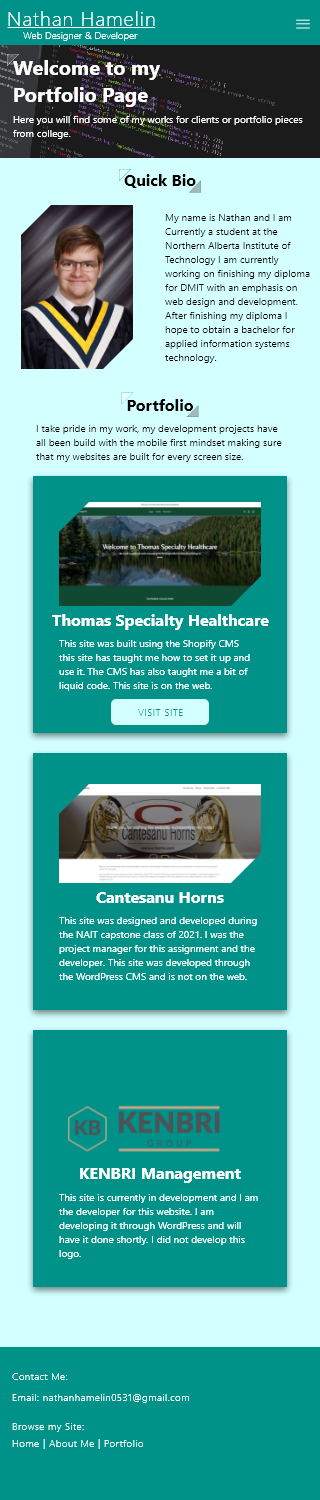 Nathan Hamelin
Web Designer & Developer
Welcome to my
Portfolio Page
Here you will find some of my works for clients or portfolio pieces
from college.
Quick Bio
My name is Nathan and I am
Currently a student at the
Northern Alberta Institute of
Technology I am currently
working on finishing my diploma
for DMIT with an emphasis on
web design and development.
After finishing my diploma I
hope to obtain a bachelor for
applied information systems
technology.
Portfolio
I take pride in my work, my development projects have
all been build with the mobile first mindset making sure
that my websites are built for every screen size.
Welcome to Thomas Specialty Healthcare
Thomas Specialty Healthcare
This site was built using the Shopify CMS
this site has taught me how to set it up and
use it. The CMS has also taught me a bit of
liquid code. This site is on the web.
VISIT SITE
Cantesanu Horns
Cantesanu Horns
This site was designed and developed during
the NAIT capstone class of 2021. I was the
project manager for this assignment and the
developer. This site was developed through
the WordPress CMS and is not on the web.
KB KENBRI
GROUP
KENBRI Management
This site is currently in development and I am
the developer for this website. I am
developing it through WordPress and will
have it done shortly. I did not develop this
logo.
Contact Me:
Email: nathanhamelin0531@gmail.com
Browse my Site:
Home | About Me | Portfolio